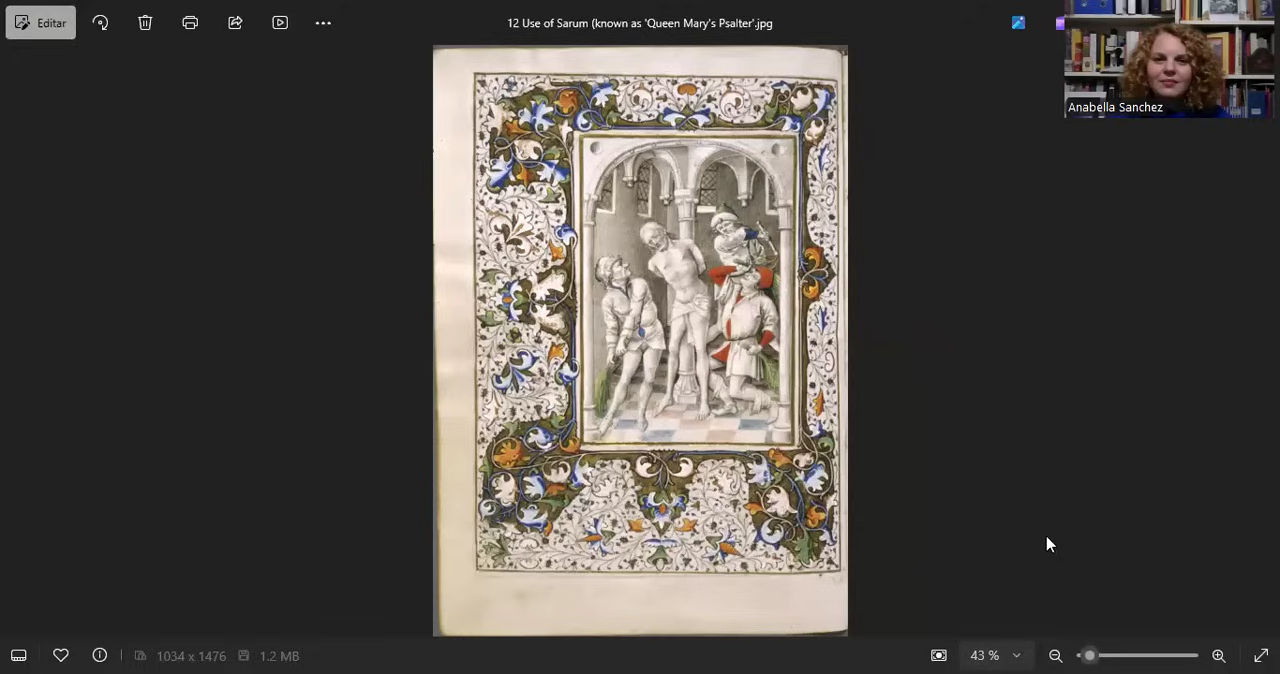 Editar
12 Use of Sarum (known as 'Queen Mary's Psalter'.jpg
Anabella Sanchez
1034 x 1476
1.2 MB
43 %